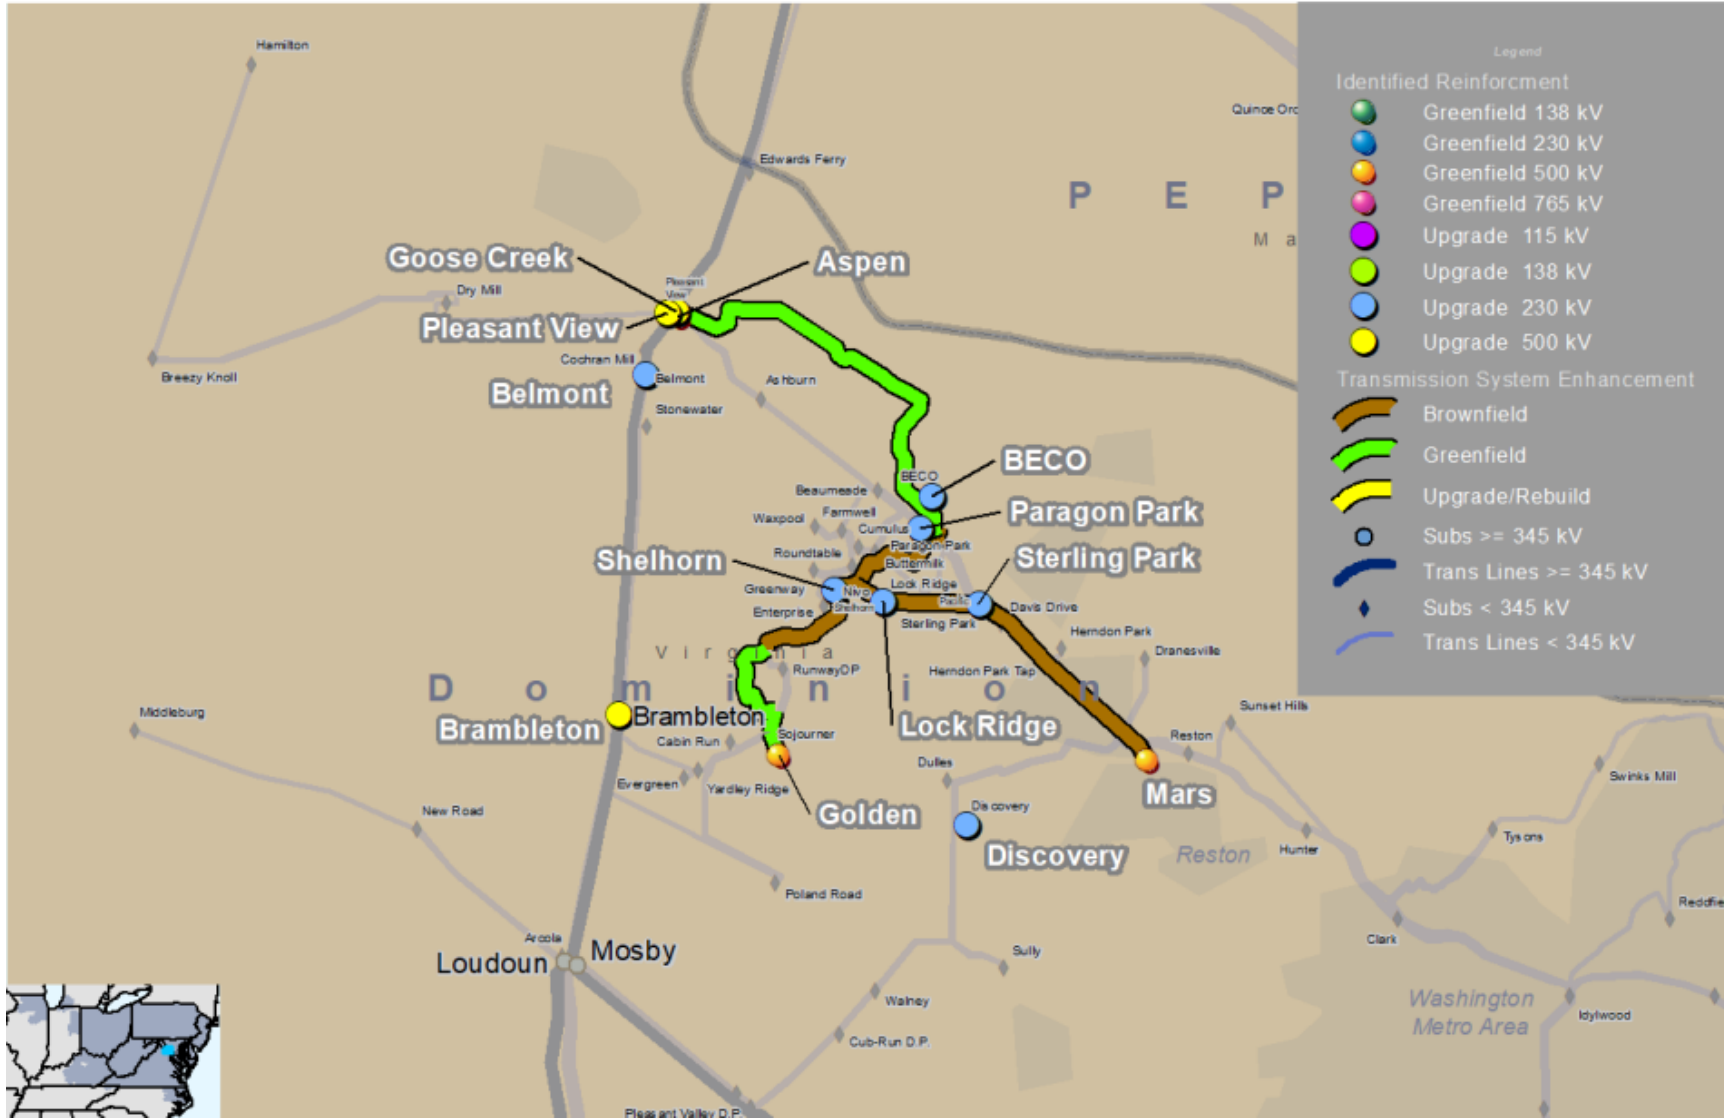 Hamilton
Quince Orc
Edwards Ferry
P E P
M a
Goose Creek
Aspen
Pleasant
View
Dry Mill
Pleasant View
Cochran Mill
Breezy Knoll
Belmont
Belmont
Ashburn
Stonewater
BECO
BECO
Beaumeade
Farmwell
Waxpool
Cumulus
Paragon Park
Paragon Park
Roundtable
Shelhorn
Buttermilk
Sterling Park
Lock Ridge
Greenway
Nivo
Shelhorn
Pacific
Davis Drive
Enterprise
Sterling Park
Herndon Park
Virginia
Dranesville
RunwayDP
Herndon Park Tap
Dominion
Middleburg
Brambleton
Brambleton
Sojourner
Cabin Run
Lock Ridge
Sunset Hills
Reston
Dulles
Evergreen
Yardley Ridge
Swinks Mill
Mars
New Road
Golden
Discovery
Discovery
Reston
Hunter
Tysons
Poland Road
Reddfie
Arcola
Clark
Loudoun
Mosby
Sully
Walney
Washington
Metro Area
Idylwood
Cub-Run D.P.
Pleasant Valley D.P.
Legend
Identified Reinforcment
Greenfield 138 kV
Greenfield 230 kV
Greenfield 500 kV
Greenfield 765 kV
Upgrade 115 kV
Upgrade 138 kV
Upgrade 230 kV
Upgrade 500 kV
Transmission System Enhancement
Brownfield
Greenfield
Upgrade/Rebuild
Subs >= 345 kV
Trans Lines >= 345 kV
Subs < 345 kV
Trans Lines < 345 kV